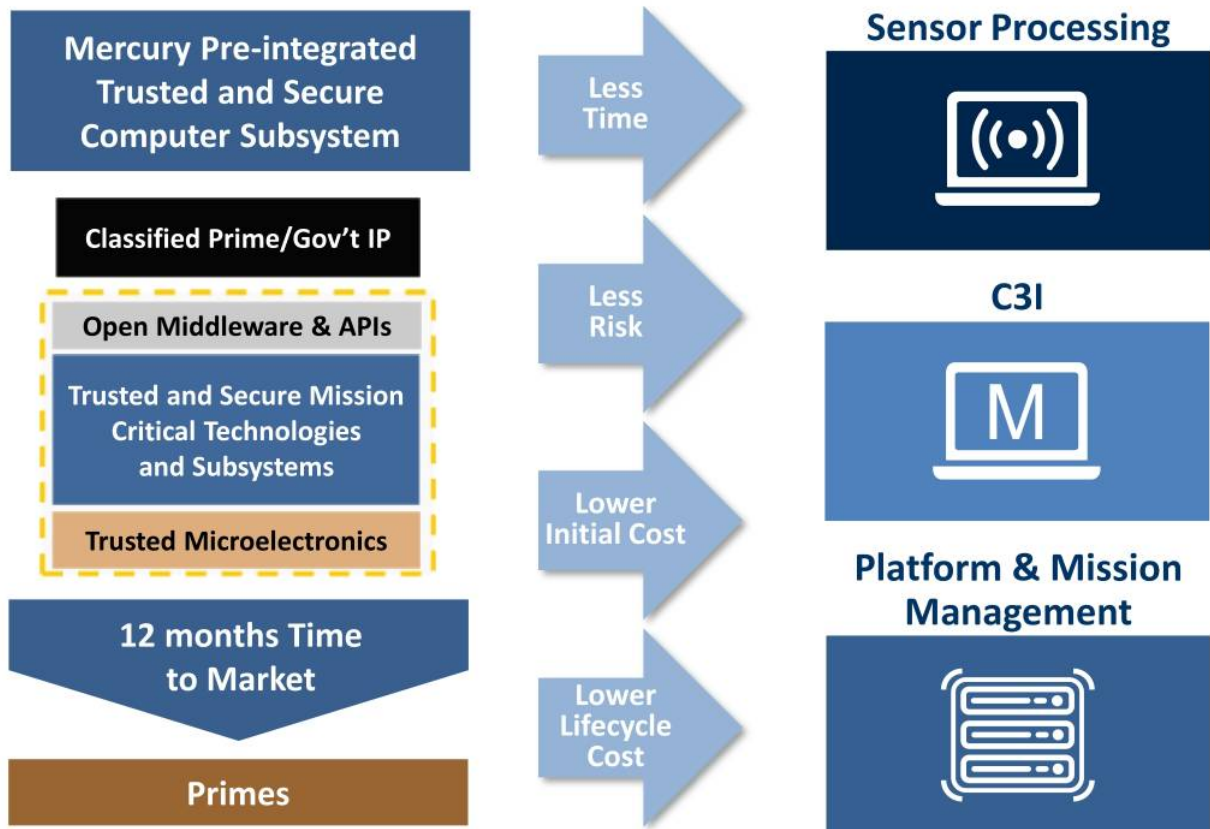 Mercury Pre-integrated
Trusted and Secure
Computer Subsystem
Classified Prime/Gov't IP
Open Middleware & APIs
Trusted and Secure Mission
Critical Technologies
and Subsystems
Trusted Microelectronics
12 months Time
to Market
Primes
Less
Time
Less
Risk
Lower
Initial Cost
Lower
Lifecycle
Cost
Sensor Processing
C3I
M
Platform & Mission
Management